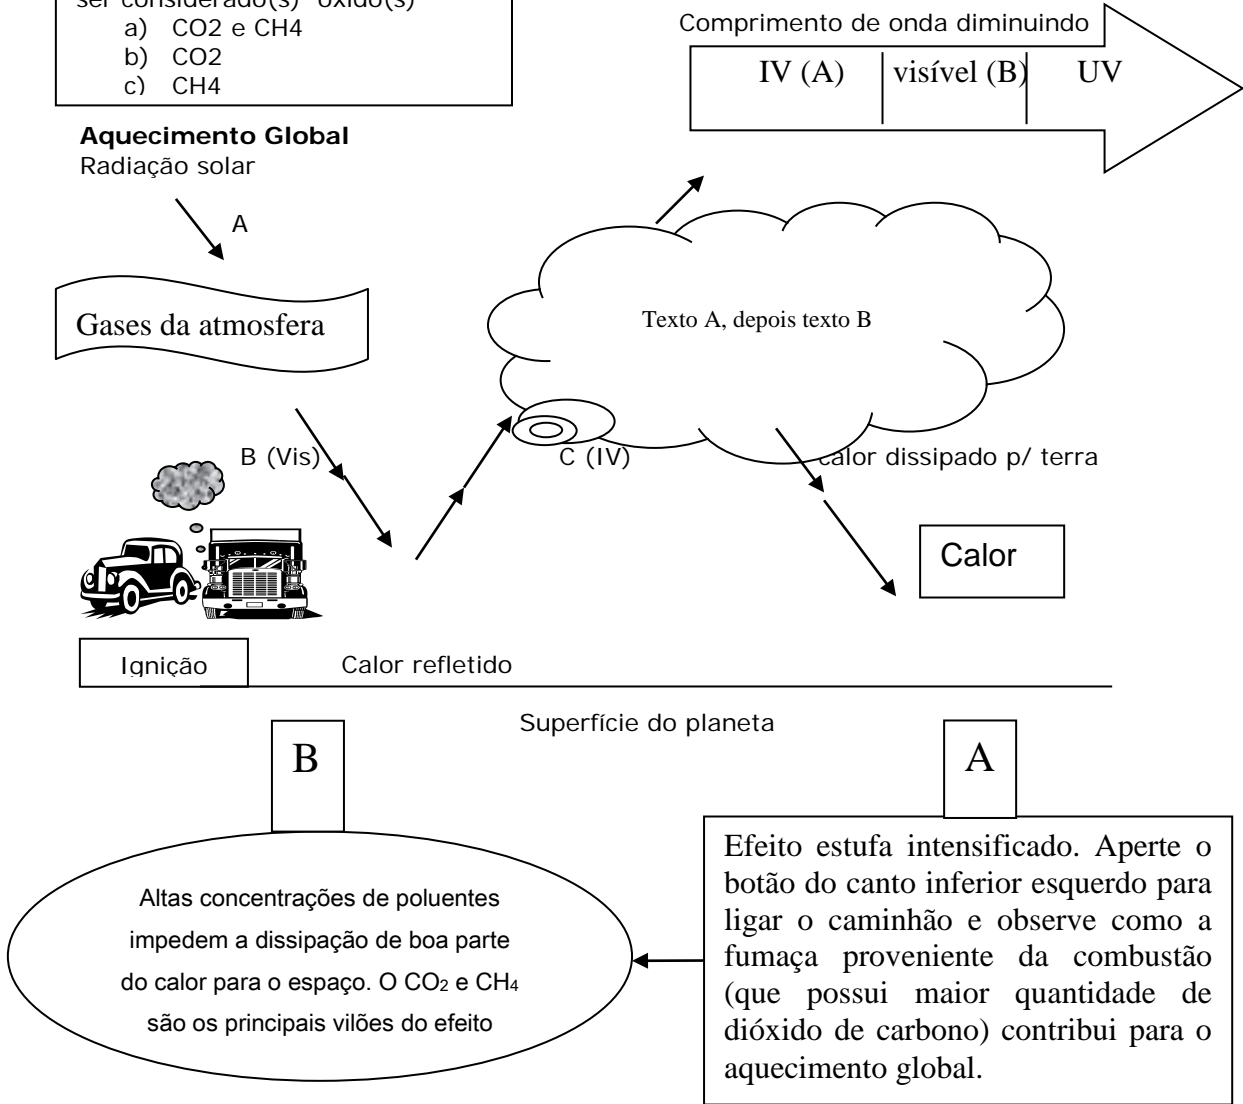 ser considerado(s) "óxido(s)"
a) CO2 e CH4
b) CO2
c) CH4
Comprimento de onda diminuindo
IV (A) visível (B) UV
Aquecimento Global
Radiação solar
A
Gases da atmosfera
Texto A, depois texto B
B (Vis)
C (IV)
calor dissipado p/ terra
Calor
Ignição
Calor refletido
Superfície do planeta
B
A
Altas concentrações de poluentes
impedem a dissipação de boa parte
do calor para o espaço. O CO2 e CH4
são os principais vilões do efeito
Efeito estufa intensificado. Aperte o
botão do canto inferior esquerdo para
ligar o caminhão e observe como a
fumaça proveniente da combustão
(que possui maior quantidade de
dióxido de carbono) contribui para o
aquecimento global.